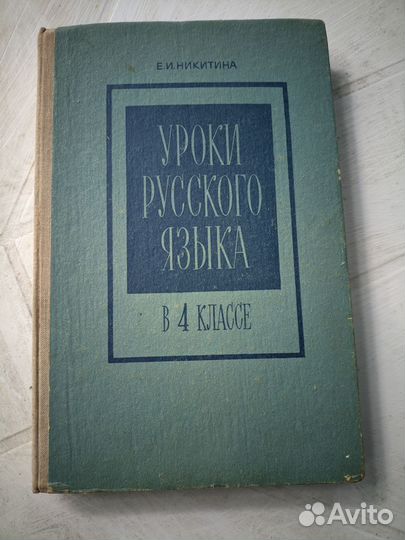 Е.И.НИКИТИНА
УРОКИ
РУССКОГО
ЯЗЫКА
В 4 КЛАССЕ
Avito